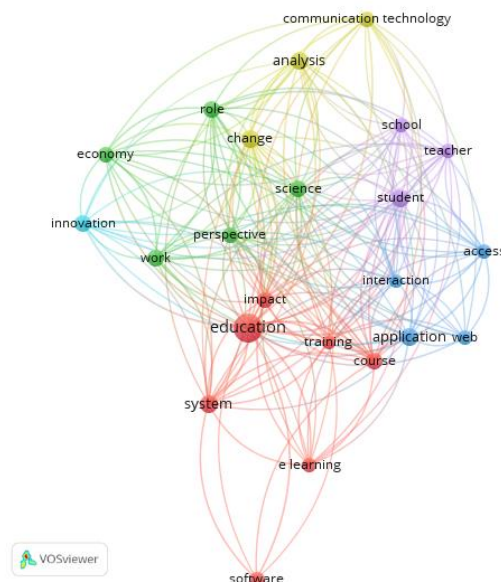 communication technology
analysis
role
change
school
teacher
economy
science
student
innovation
perspective
work
access
interaction
impact
education
training
application
web
course
system
e learning
software
VOSviewer